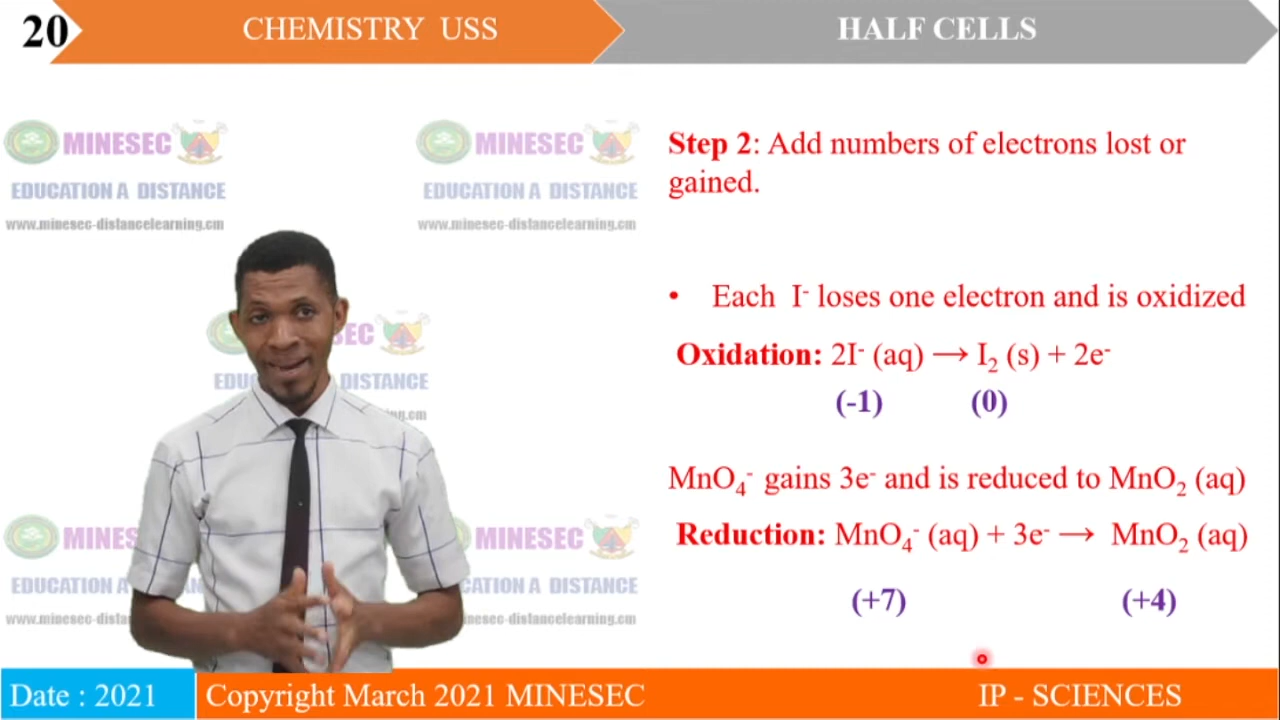 20
CHEMISTRY USS
HALF CELLS
MINESEC
EDUCATION A DISTANCE
www.minesec-distancelearning.cm
MINESEC
EDUCATION A DISTANCE
www.minesec-distancelearning.cm
Step 2: Add numbers of electrons lost or
gained.
• Each I⁻ loses one electron and is oxidized
Oxidation: 2I⁻ (aq) → I₂ (s) + 2e⁻
(-1) (0)
MnO₄⁻ gains 3e⁻ and is reduced to MnO₂ (aq)
Reduction: MnO₄⁻ (aq) + 3e⁻ → MnO₂ (aq)
(+7) (+4)
DISTANCE
MINESEC
DISTANCE
Date : 2021
Copyright March 2021 MINESEC
IP - SCIENCES